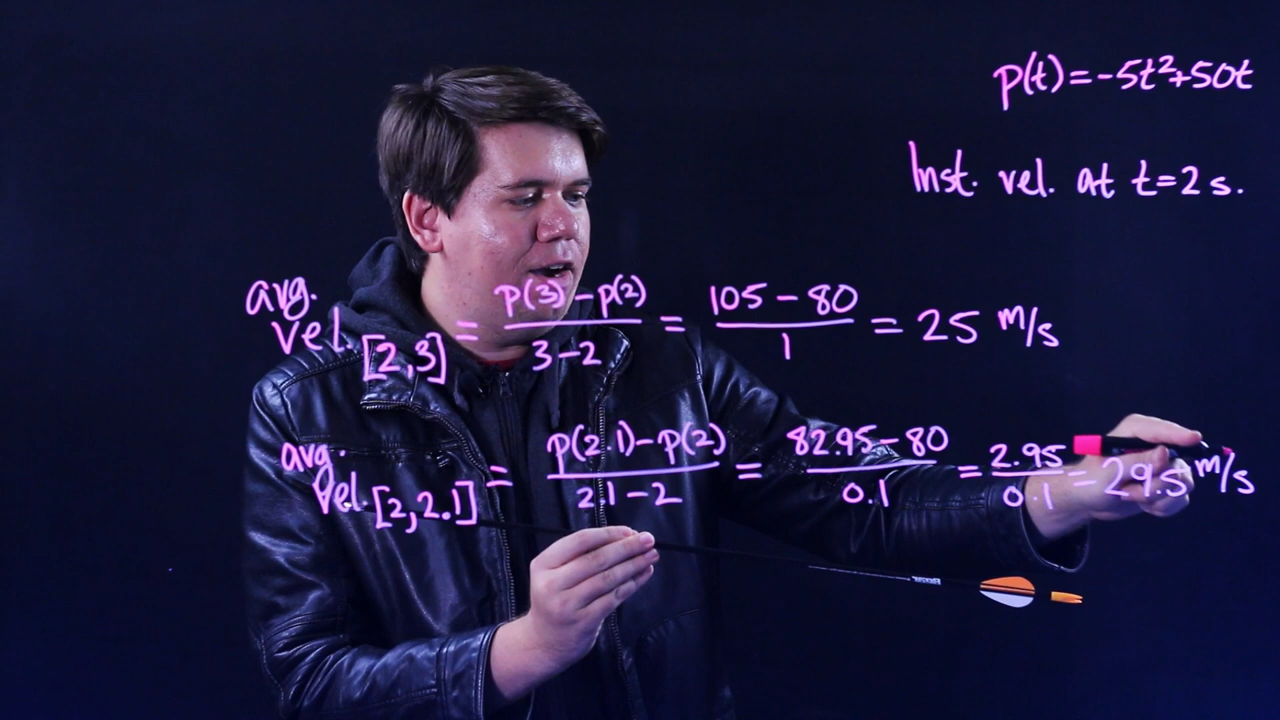 p(t)=-5t²+50t
Inst. vel. at t=2 s.
avg. vel. [2,3] = p(3)-p(2) / 3-2 = 105-80 / 1 = 25 m/s
avg. vel. [2,2.1] = p(2.1)-p(2) / 2.1-2 = 82.95-80 / 0.1 = 2.95 / 0.1 = 29.5 m/s